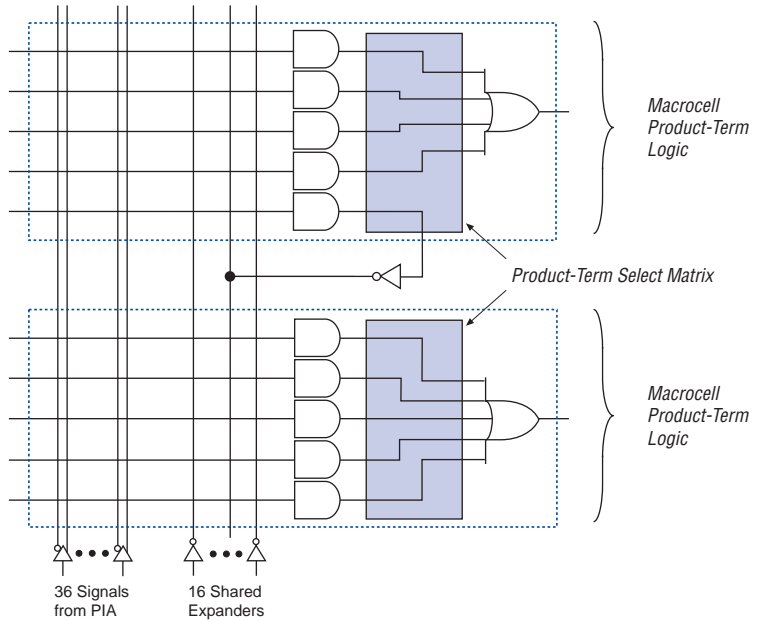 Macrocell
Product-Term
Logic
Product-Term Select Matrix
Macrocell
Product-Term
Logic
36 Signals
from PIA
16 Shared
Expanders